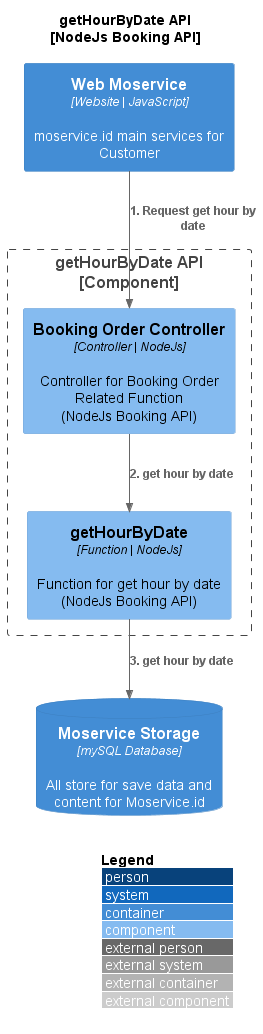 getHourByDate API
[NodeJs Booking API]
Web Moservice
[Website | JavaScript]
moservice.id main services for
Customer
1. Request get hour by
date
getHourByDate API
[Component]
Booking Order Controller
[Controller | NodeJs]
Controller for Booking Order
Related Function
(NodeJs Booking API)
2. get hour by date
getHourByDate
[Function | NodeJs]
Function for get hour by date
(NodeJs Booking API)
3. get hour by date
Moservice Storage
[mySQL Database]
All store for save data and
content for Moservice.id
Legend
person
system
container
component
external person
external system
external container
external component